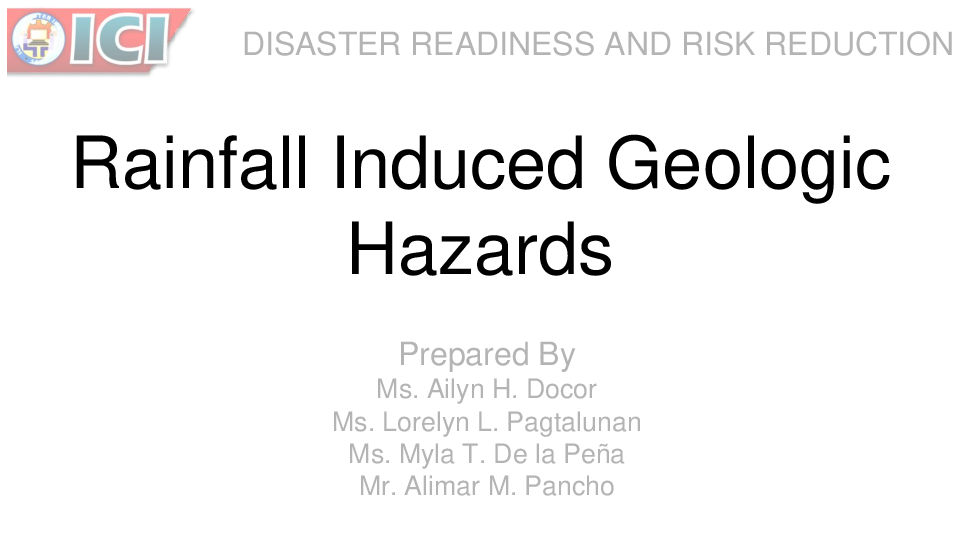 ICI
DISASTER READINESS AND RISK REDUCTION
Rainfall Induced Geologic
Hazards
Prepared By
Ms. Ailyn H. Docor
Ms. Lorelyn L. Pagtalunan
Ms. Myla T. De la Peña
Mr. Alimar M. Pancho